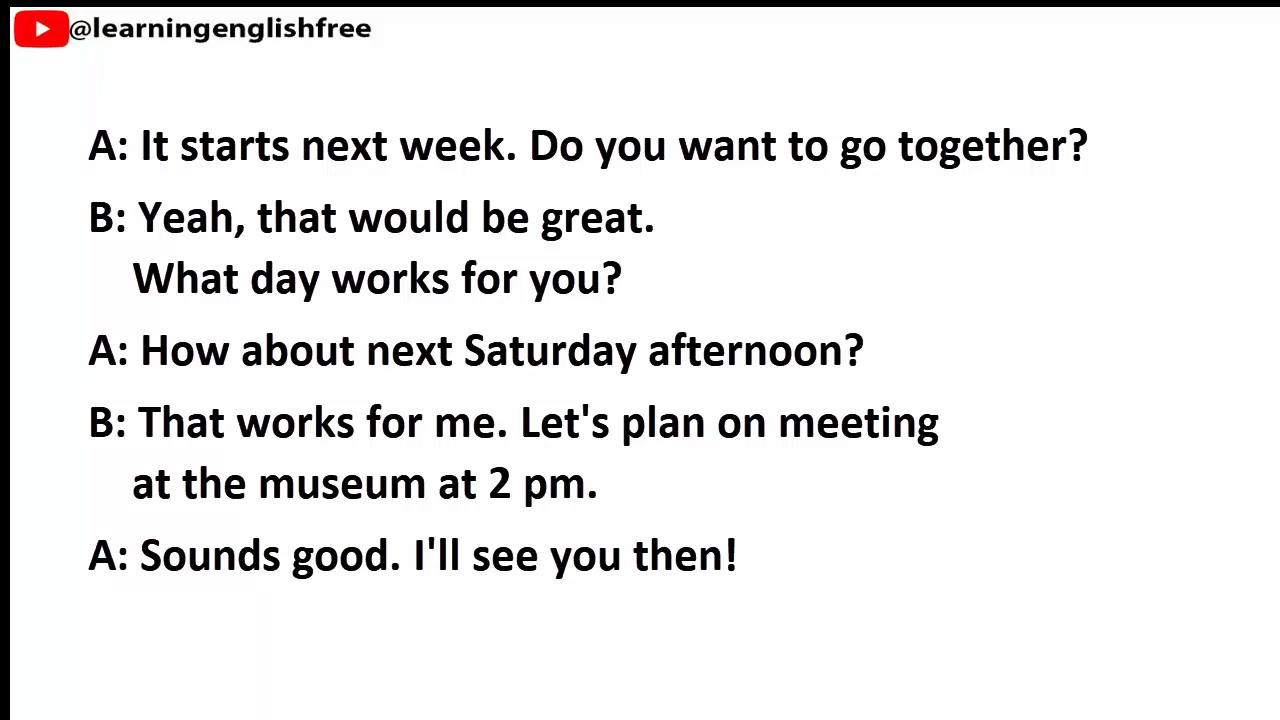 @learningenglishfree
A: It starts next week. Do you want to go together?
B: Yeah, that would be great.
What day works for you?
A: How about next Saturday afternoon?
B: That works for me. Let's plan on meeting
at the museum at 2 pm.
A: Sounds good. I'll see you then!